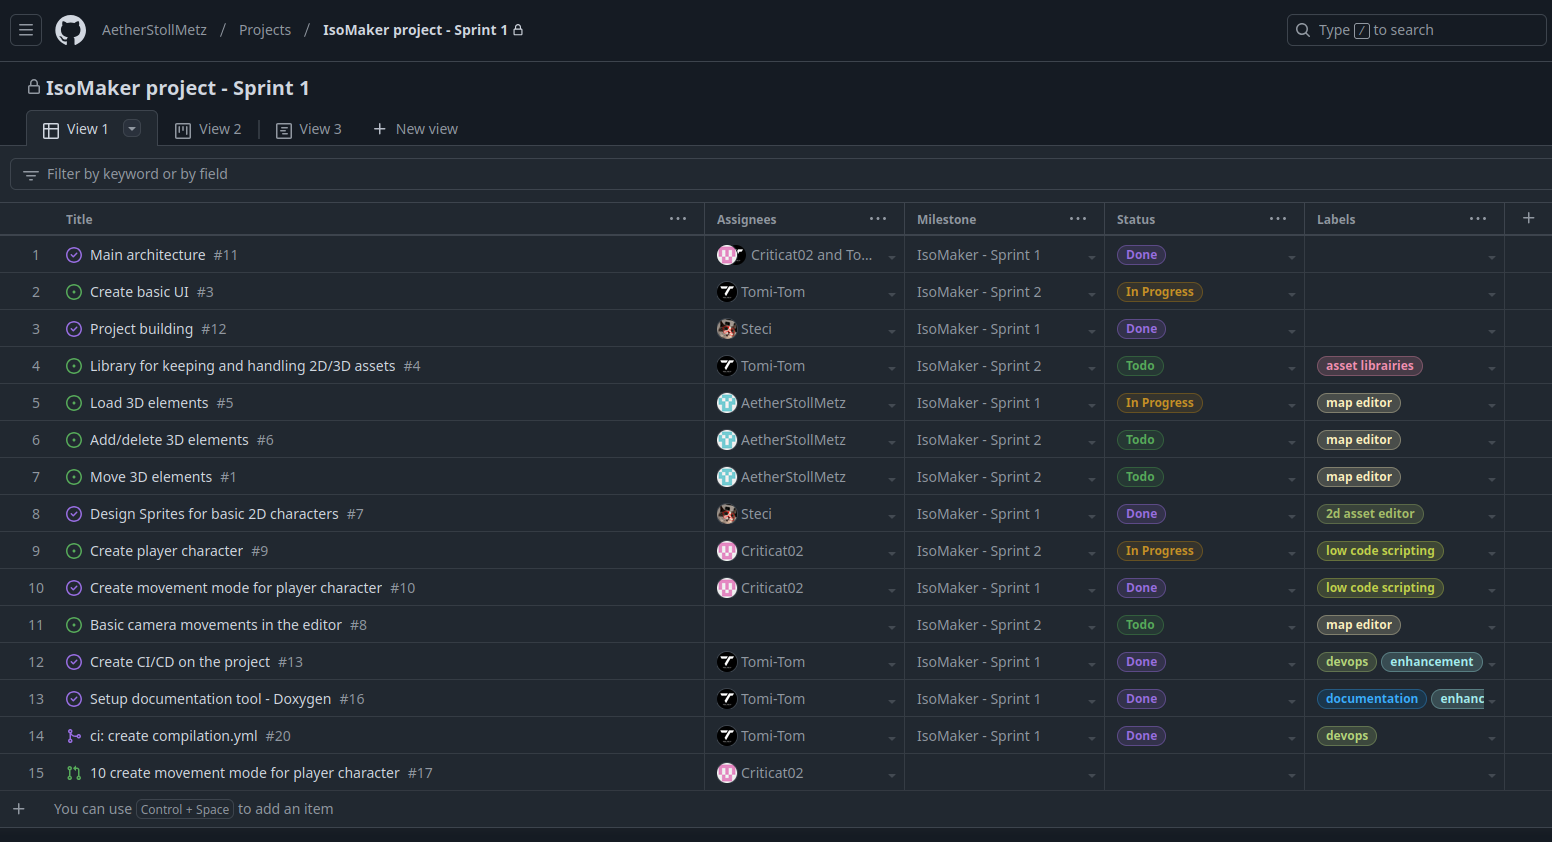 AetherStollMetz / Projects / IsoMaker project - Sprint 1
Type / to search
IsoMaker project - Sprint 1
View 1 View 2 View 3 + New view
Filter by keyword or by field
Title ... Assignees ... Milestone ... Status ... Labels ... +
1 Main architecture #11 Criticat02 and To... IsoMaker - Sprint 1 Done
2 Create basic UI #3 Tomi-Tom IsoMaker - Sprint 2 In Progress
3 Project building #12 Steci IsoMaker - Sprint 1 Done
4 Library for keeping and handling 2D/3D assets #4 Tomi-Tom IsoMaker - Sprint 2 Todo asset librairies
5 Load 3D elements #5 AetherStollMetz IsoMaker - Sprint 1 In Progress map editor
6 Add/delete 3D elements #6 AetherStollMetz IsoMaker - Sprint 2 Todo map editor
7 Move 3D elements #1 AetherStollMetz IsoMaker - Sprint 2 Todo map editor
8 Design Sprites for basic 2D characters #7 Steci IsoMaker - Sprint 1 Done 2d asset editor
9 Create player character #9 Criticat02 IsoMaker - Sprint 2 In Progress low code scripting
10 Create movement mode for player character #10 Criticat02 IsoMaker - Sprint 1 Done low code scripting
11 Basic camera movements in the editor #8 IsoMaker - Sprint 2 Todo map editor
12 Create CI/CD on the project #13 Tomi-Tom IsoMaker - Sprint 1 Done devops enhancement
13 Setup documentation tool - Doxygen #16 Tomi-Tom IsoMaker - Sprint 1 Done documentation enhanc
14 ci: create compilation.yml #20 Tomi-Tom IsoMaker - Sprint 1 Done devops
15 10 create movement mode for player character #17 Criticat02
+ You can use Control + Space to add an item